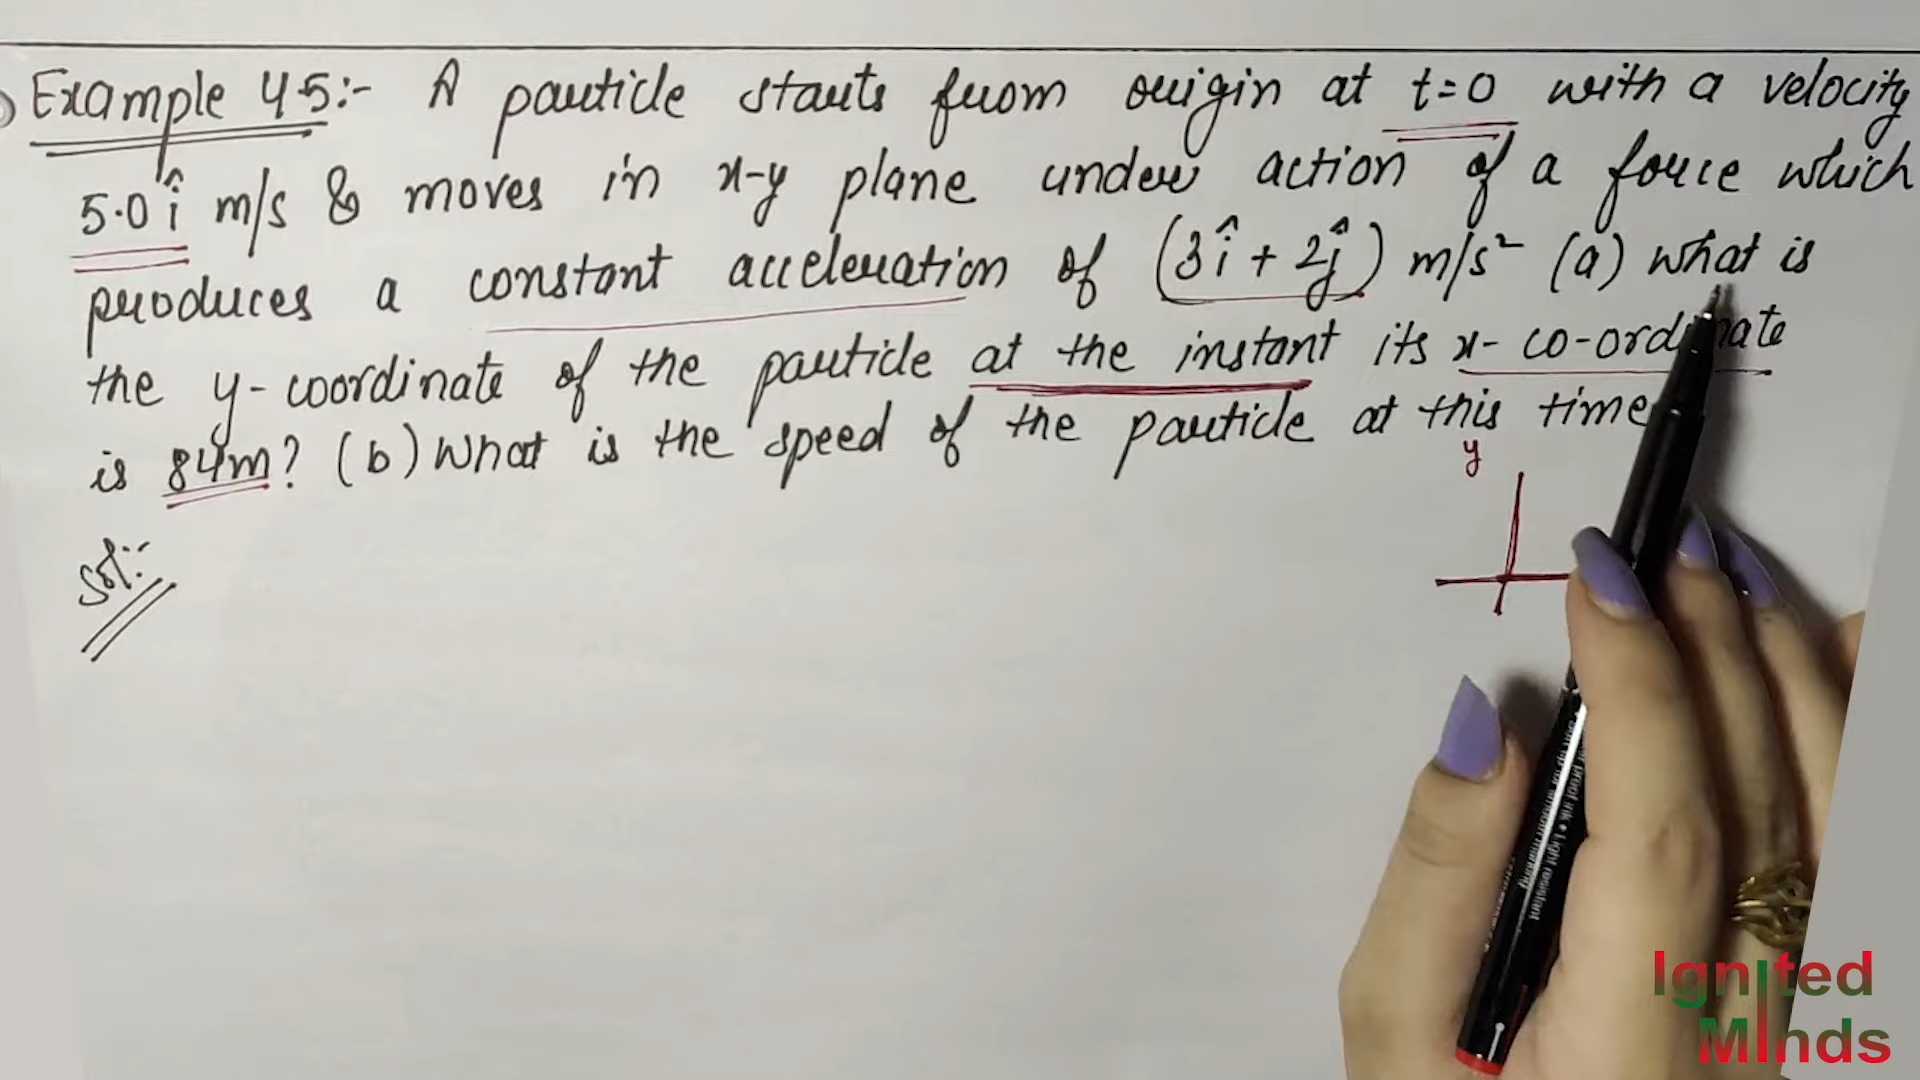 Example 4.5:- A particle starts from origin at t=0 with a velocity
5.0 î m/s & moves in x-y plane under action of a force which
produces a constant acceleration of (3î + 2ĵ) m/s² (a) What is
the y-coordinate of the particle at the instant its x-co-ordinate
is 84m? (b) What is the speed of the particle at this time
y
Sol:-
Ignited
Minds